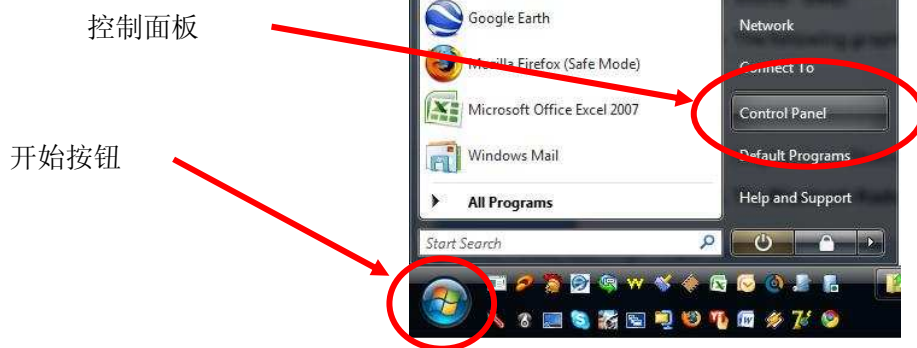 控制面板
Google Earth
Network
Mozilla Firefox (Safe Mode)
Connect To
Microsoft Office Excel 2007
Control Panel
开始按钮
Windows Mail
Default Programs
All Programs
Help and Support
Start Search